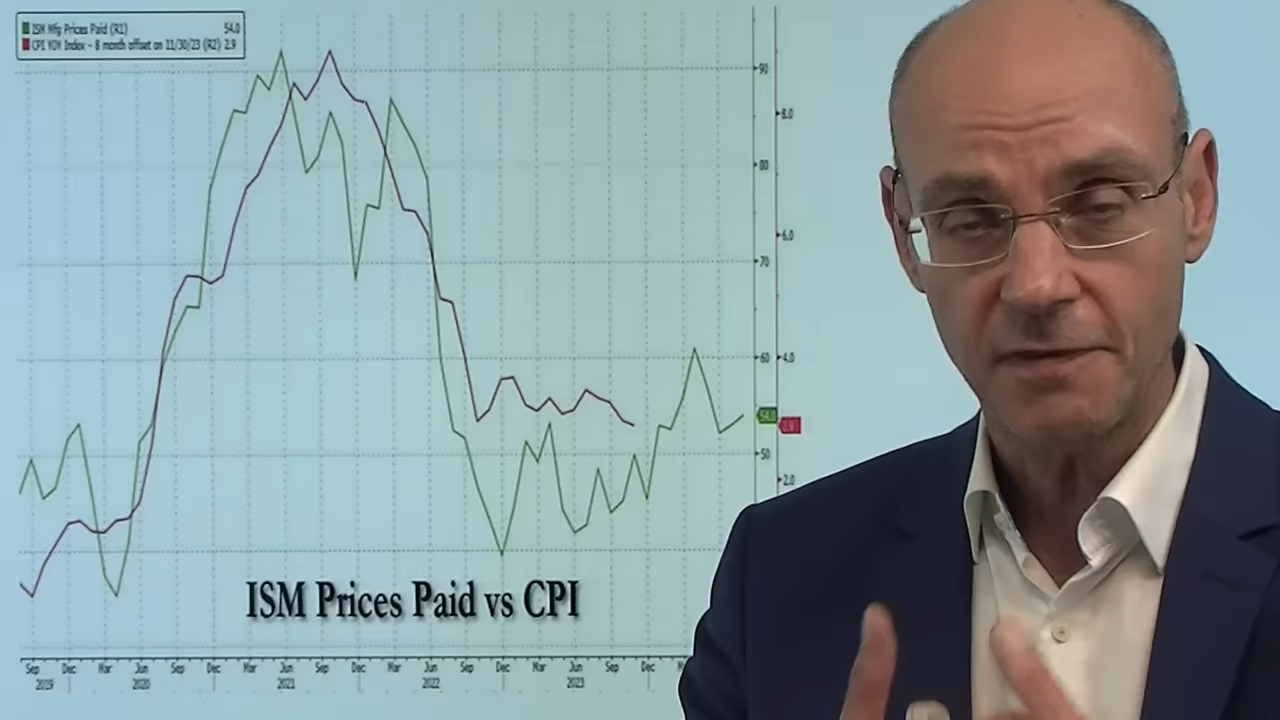 ISM Mfg Prices Paid (R1) 54.0
CPI YOY Index - 8 month offset on 11/30/23 (R2) 2.9
90
8.0
80
6.0
70
60 4.0
54.0 2.9
50
2.0
ISM Prices Paid vs CPI
Sep Dec Mar Jun Sep Dec Mar Jun Sep Dec Mar Jun Sep Dec Mar Jun Sep Dec
2019 2020 2021 2022 2023